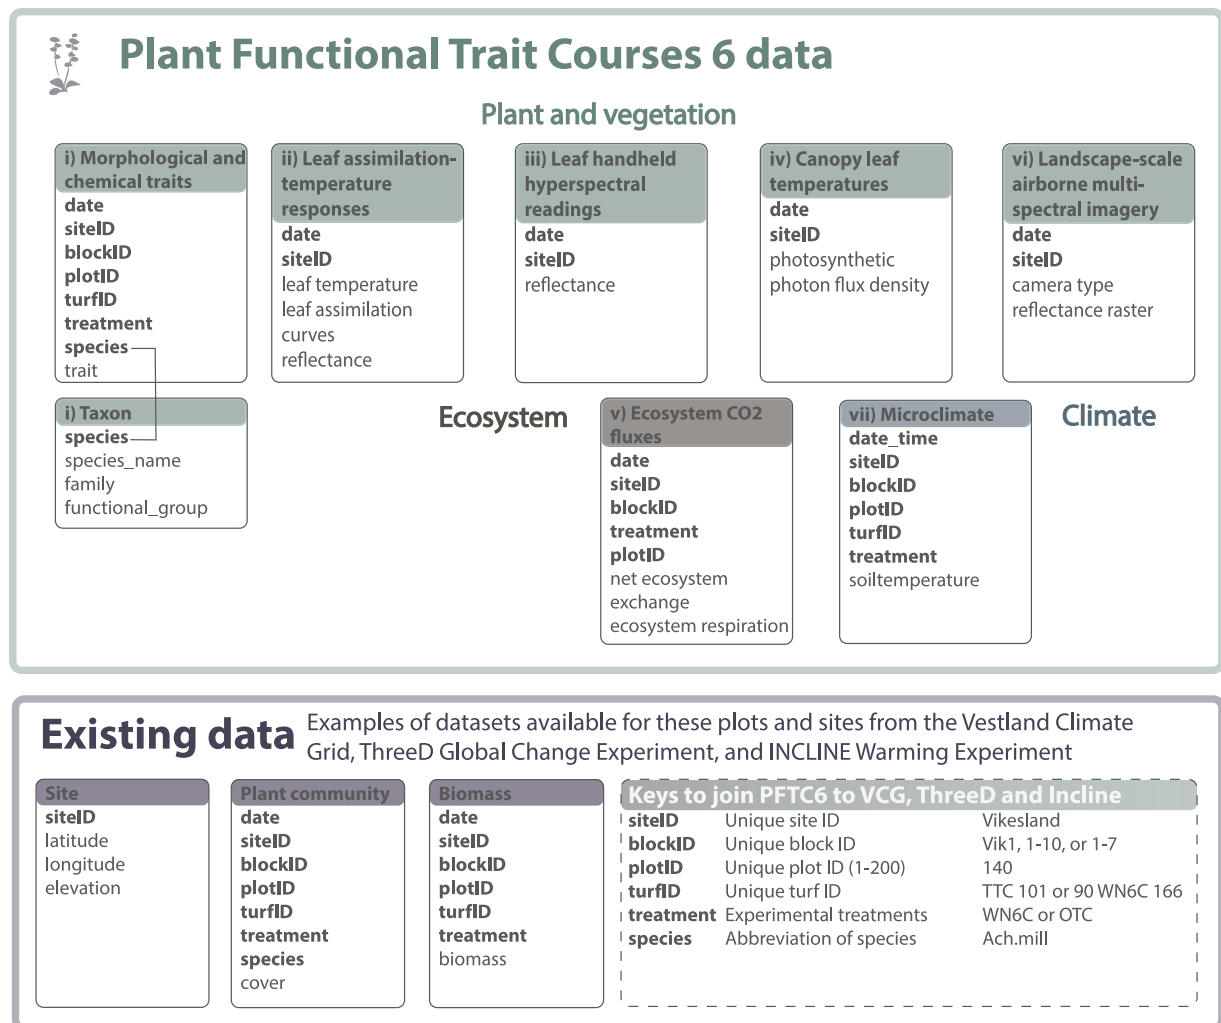 Plant Functional Trait Courses 6 data
Plant and vegetation
i) Morphological and
chemical traits
date
siteID
blockID
plotID
turfID
treatment
species
trait
ii) Leaf assimilation-
temperature
responses
date
siteID
leaf temperature
leaf assimilation
curves
reflectance
iii) Leaf handheld
hyperspectral
readings
date
siteID
reflectance
iv) Canopy leaf
temperatures
date
siteID
photosynthetic
photon flux density
vi) Landscape-scale
airborne multi-
spectral imagery
date
siteID
camera type
reflectance raster
i) Taxon
species
species_name
family
functional_group
Ecosystem
v) Ecosystem CO2
fluxes
date
siteID
blockID
treatment
plotID
net ecosystem
exchange
ecosystem respiration
vii) Microclimate
date_time
siteID
blockID
plotID
turfID
treatment
soiltemperature
Climate
Existing data
Examples of datasets available for these plots and sites from the Vestland Climate
Grid, ThreeD Global Change Experiment, and INCLINE Warming Experiment
Site
siteID
latitude
longitude
elevation
Plant community
date
siteID
blockID
plotID
turfID
treatment
species
cover
Biomass
date
siteID
blockID
plotID
turfID
treatment
biomass
Keys to join PFTC6 to VCG, ThreeD and Incline
siteID Unique site ID Vikesland
blockID Unique block ID Vik1, 1-10, or 1-7
plotID Unique plot ID (1-200) 140
turfID Unique turf ID TTC 101 or 90 WN6C 166
treatment Experimental treatments WN6C or OTC
species Abbreviation of species Ach.mill